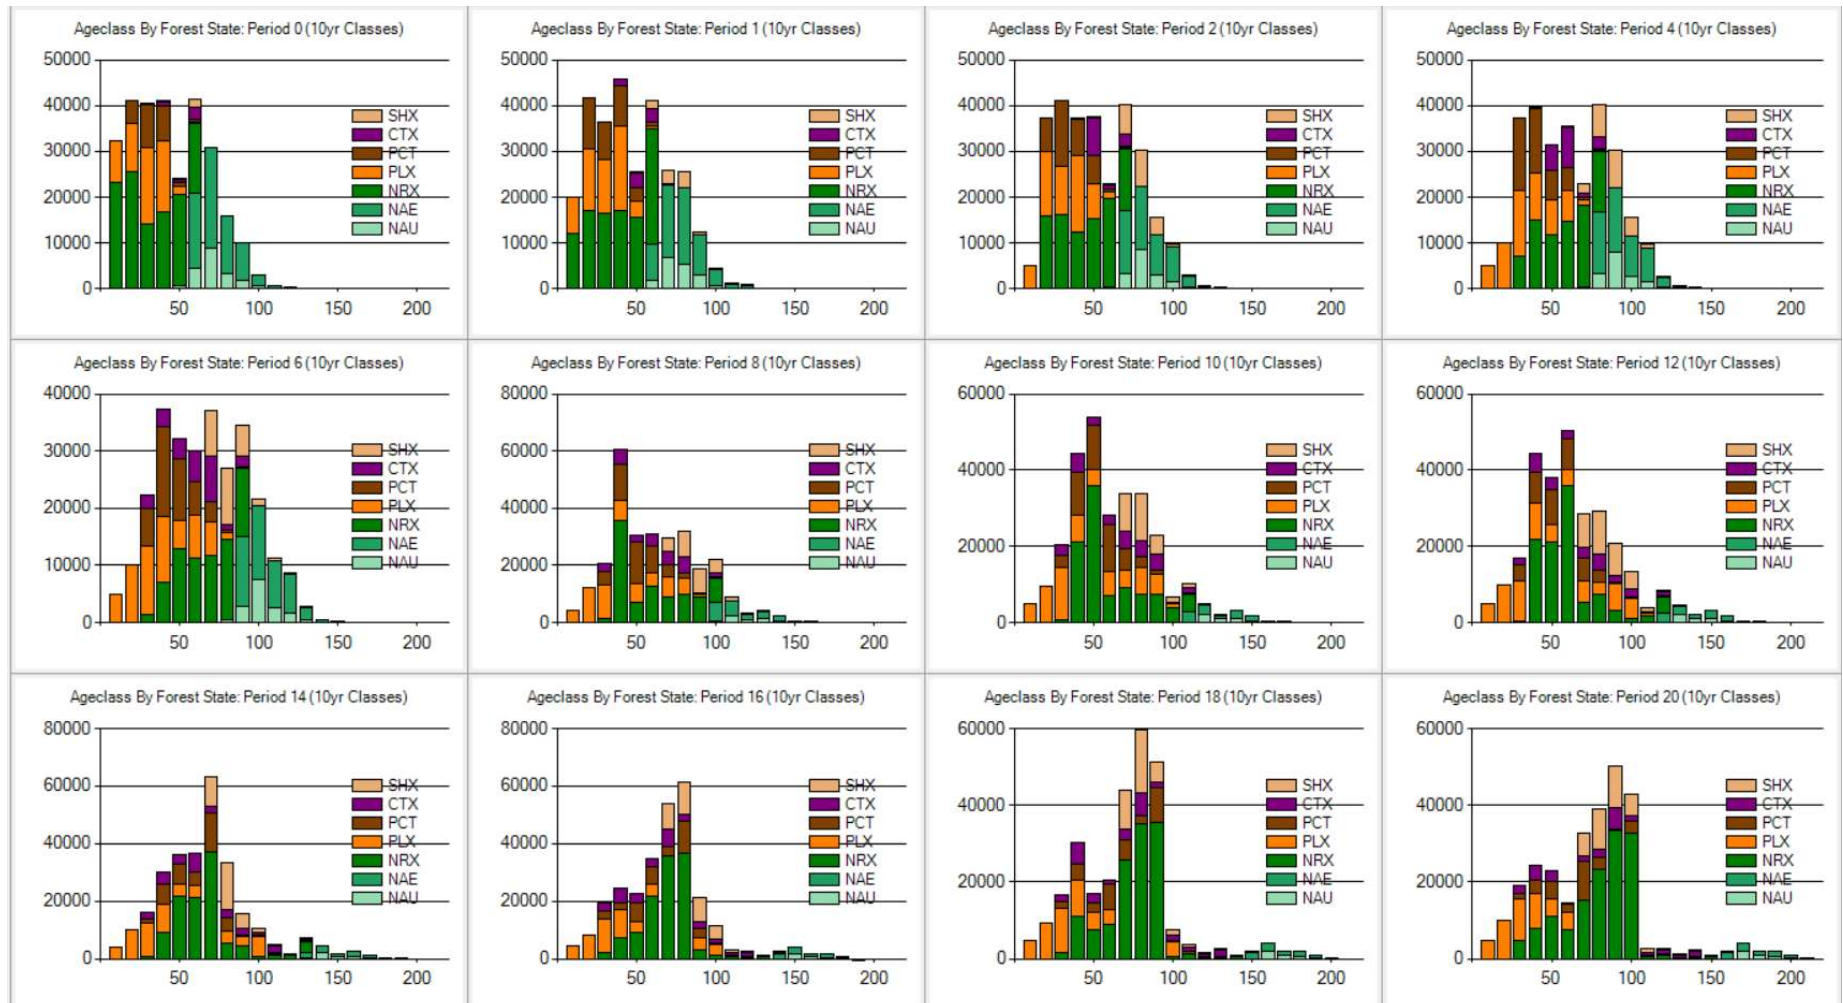 Ageclass By Forest State: Period 0 (10yr Classes)
50000
40000
30000
20000
10000
0
50
100
150
200
SHX
CTX
PCT
PLX
NRX
NAE
NAU
Ageclass By Forest State: Period 1 (10yr Classes)
50000
40000
30000
20000
10000
0
50
100
150
200
SHX
CTX
PCT
PLX
NRX
NAE
NAU
Ageclass By Forest State: Period 2 (10yr Classes)
50000
40000
30000
20000
10000
0
50
100
150
200
SHX
CTX
PCT
PLX
NRX
NAE
NAU
Ageclass By Forest State: Period 4 (10yr Classes)
50000
40000
30000
20000
10000
0
50
100
150
200
SHX
CTX
PCT
PLX
NRX
NAE
NAU
Ageclass By Forest State: Period 6 (10yr Classes)
40000
30000
20000
10000
0
50
100
150
200
SHX
CTX
PCT
PLX
NRX
NAE
NAU
Ageclass By Forest State: Period 8 (10yr Classes)
80000
60000
40000
20000
0
50
100
150
200
SHX
CTX
PCT
PLX
NRX
NAE
NAU
Ageclass By Forest State: Period 10 (10yr Classes)
60000
40000
20000
0
50
100
150
200
SHX
CTX
PCT
PLX
NRX
NAE
NAU
Ageclass By Forest State: Period 12 (10yr Classes)
60000
40000
20000
0
50
100
150
200
SHX
CTX
PCT
PLX
NRX
NAE
NAU
Ageclass By Forest State: Period 14 (10yr Classes)
80000
60000
40000
20000
0
50
100
150
200
SHX
CTX
PCT
PLX
NRX
NAE
NAU
Ageclass By Forest State: Period 16 (10yr Classes)
80000
60000
40000
20000
0
50
100
150
200
SHX
CTX
PCT
PLX
NRX
NAE
NAU
Ageclass By Forest State: Period 18 (10yr Classes)
60000
40000
20000
0
50
100
150
200
SHX
CTX
PCT
PLX
NRX
NAE
NAU
Ageclass By Forest State: Period 20 (10yr Classes)
60000
40000
20000
0
50
100
150
200
SHX
CTX
PCT
PLX
NRX
NAE
NAU